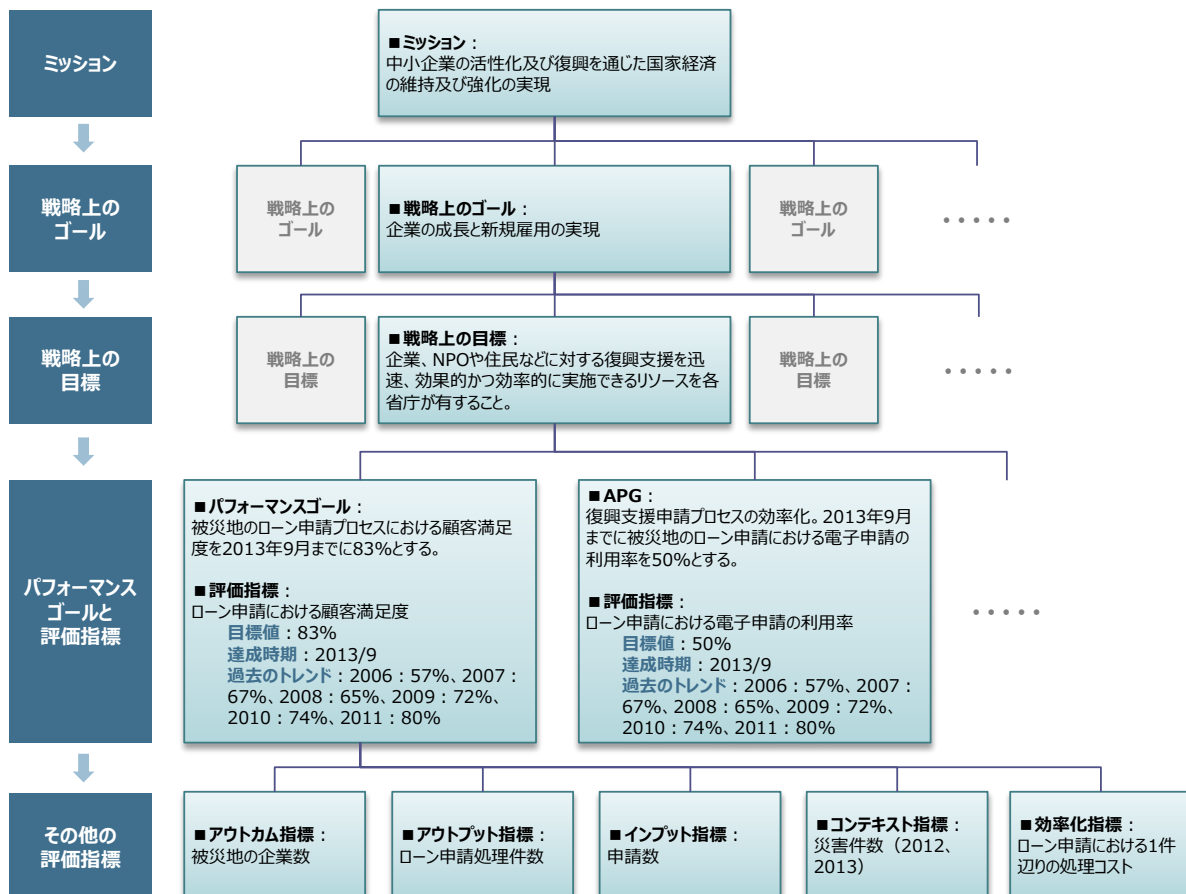 ミッション
■ミッション：
中小企業の活性化及び復興を通じた国家経済
の維持及び強化の実現
戦略上の
ゴール
戦略上の
ゴール
■戦略上のゴール：
企業の成長と新規雇用の実現
戦略上の
ゴール
・・・・・
戦略上の
目標
戦略上の
目標
■戦略上の目標：
企業、NPOや住民などに対する復興支援を迅
速、効果的かつ効率的に実施できるリソースを各
省庁が有すること。
戦略上の
目標
・・・・・
パフォーマンス
ゴールと
評価指標
■パフォーマンスゴール：
被災地のローン申請プロセスにおける顧客満足
度を2013年9月までに83%とする。
■評価指標：
ローン申請における顧客満足度
目標値：83%
達成時期：2013/9
過去のトレンド：2006：57%、2007：
67%、2008：65%、2009：72%、
2010：74%、2011：80%
■APG：
復興支援申請プロセスの効率化。2013年9月
までに被災地のローン申請における電子申請の
利用率を50%とする。
■評価指標：
ローン申請における電子申請の利用率
目標値：50%
達成時期：2013/9
過去のトレンド：2006：57%、2007：
67%、2008：65%、2009：72%、
2010：74%、2011：80%
・・・・・
その他の
評価指標
■アウトカム指標：
被災地の企業数
■アウトプット指標：
ローン申請処理件数
■インプット指標：
申請数
■コンテキスト指標：
災害件数（2012、
2013）
■効率化指標：
ローン申請における1件
辺りの処理コスト